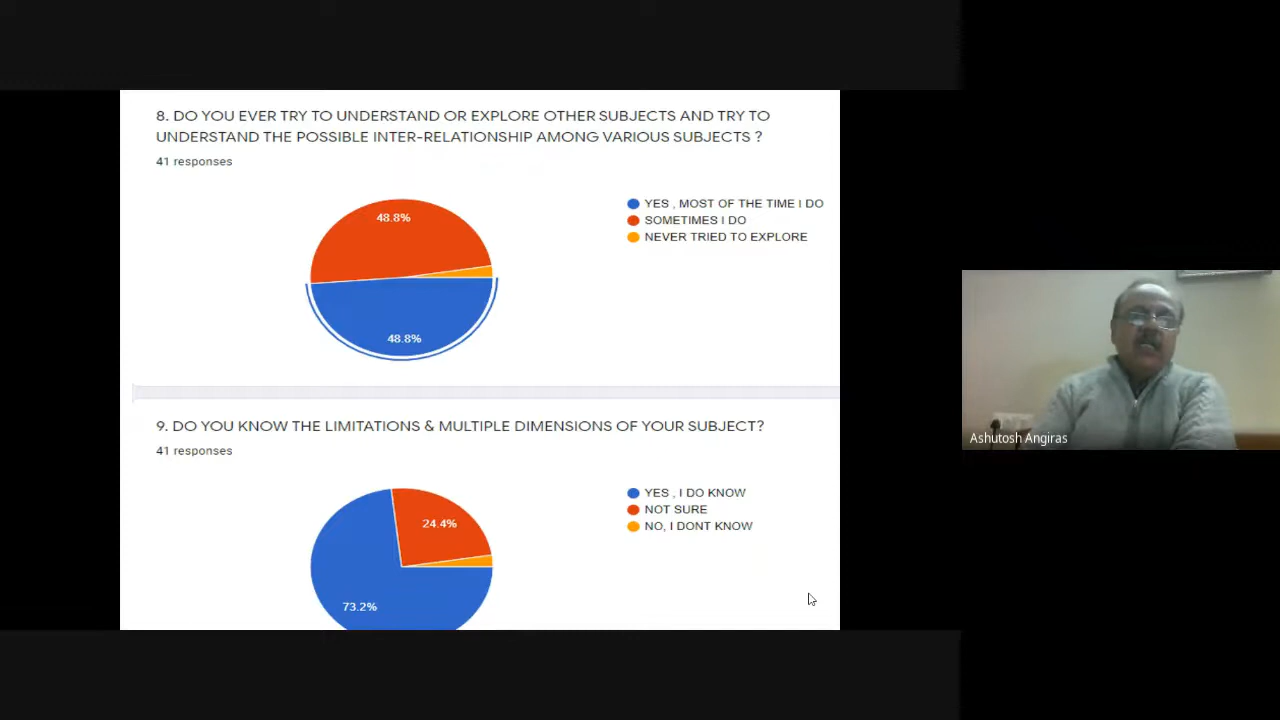 8. DO YOU EVER TRY TO UNDERSTAND OR EXPLORE OTHER SUBJECTS AND TRY TO
UNDERSTAND THE POSSIBLE INTER-RELATIONSHIP AMONG VARIOUS SUBJECTS ?
41 responses
48.8%
48.8%
YES , MOST OF THE TIME I DO
SOMETIMES I DO
NEVER TRIED TO EXPLORE
9. DO YOU KNOW THE LIMITATIONS & MULTIPLE DIMENSIONS OF YOUR SUBJECT?
41 responses
24.4%
73.2%
YES , I DO KNOW
NOT SURE
NO, I DONT KNOW
Ashutosh Angiras